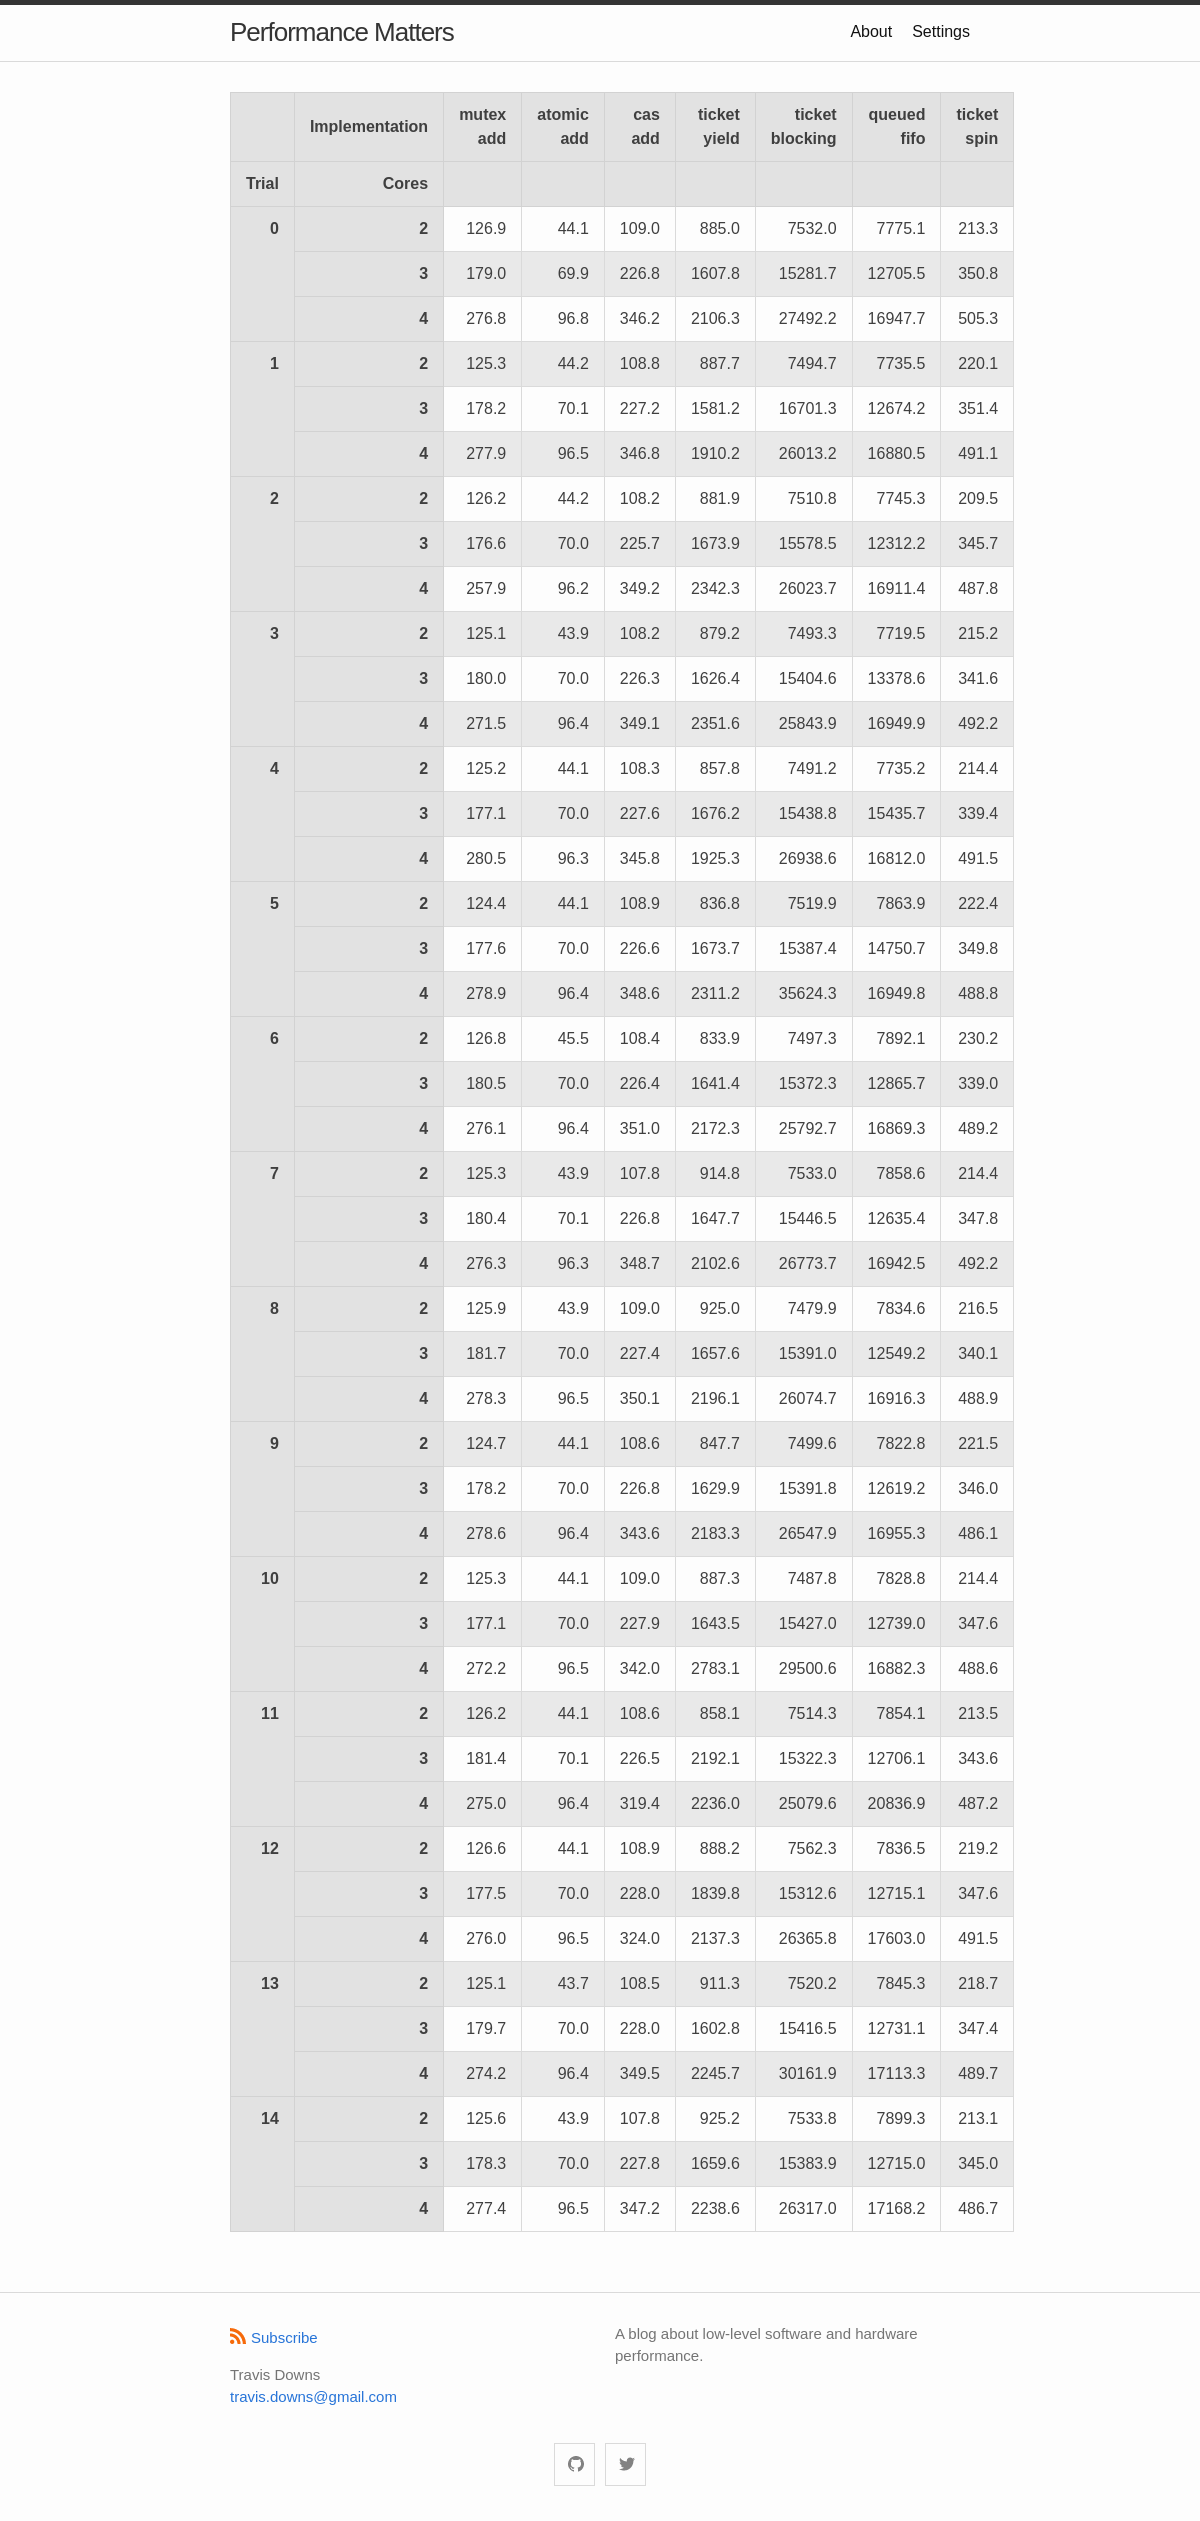 Performance Matters
About Settings
Implementation mutex add atomic add cas add ticket yield ticket blocking queued fifo ticket spin
Trial Cores
0 2 126.9 44.1 109.0 885.0 7532.0 7775.1 213.3
3 179.0 69.9 226.8 1607.8 15281.7 12705.5 350.8
4 276.8 96.8 346.2 2106.3 27492.2 16947.7 505.3
1 2 125.3 44.2 108.8 887.7 7494.7 7735.5 220.1
3 178.2 70.1 227.2 1581.2 16701.3 12674.2 351.4
4 277.9 96.5 346.8 1910.2 26013.2 16880.5 491.1
2 2 126.2 44.2 108.2 881.9 7510.8 7745.3 209.5
3 176.6 70.0 225.7 1673.9 15578.5 12312.2 345.7
4 257.9 96.2 349.2 2342.3 26023.7 16911.4 487.8
3 2 125.1 43.9 108.2 879.2 7493.3 7719.5 215.2
3 180.0 70.0 226.3 1626.4 15404.6 13378.6 341.6
4 271.5 96.4 349.1 2351.6 25843.9 16949.9 492.2
4 2 125.2 44.1 108.3 857.8 7491.2 7735.2 214.4
3 177.1 70.0 227.6 1676.2 15438.8 15435.7 339.4
4 280.5 96.3 345.8 1925.3 26938.6 16812.0 491.5
5 2 124.4 44.1 108.9 836.8 7519.9 7863.9 222.4
3 177.6 70.0 226.6 1673.7 15387.4 14750.7 349.8
4 278.9 96.4 348.6 2311.2 35624.3 16949.8 488.8
6 2 126.8 45.5 108.4 833.9 7497.3 7892.1 230.2
3 180.5 70.0 226.4 1641.4 15372.3 12865.7 339.0
4 276.1 96.4 351.0 2172.3 25792.7 16869.3 489.2
7 2 125.3 43.9 107.8 914.8 7533.0 7858.6 214.4
3 180.4 70.1 226.8 1647.7 15446.5 12635.4 347.8
4 276.3 96.3 348.7 2102.6 26773.7 16942.5 492.2
8 2 125.9 43.9 109.0 925.0 7479.9 7834.6 216.5
3 181.7 70.0 227.4 1657.6 15391.0 12549.2 340.1
4 278.3 96.5 350.1 2196.1 26074.7 16916.3 488.9
9 2 124.7 44.1 108.6 847.7 7499.6 7822.8 221.5
3 178.2 70.0 226.8 1629.9 15391.8 12619.2 346.0
4 278.6 96.4 343.6 2183.3 26547.9 16955.3 486.1
10 2 125.3 44.1 109.0 887.3 7487.8 7828.8 214.4
3 177.1 70.0 227.9 1643.5 15427.0 12739.0 347.6
4 272.2 96.5 342.0 2783.1 29500.6 16882.3 488.6
11 2 126.2 44.1 108.6 858.1 7514.3 7854.1 213.5
3 181.4 70.1 226.5 2192.1 15322.3 12706.1 343.6
4 275.0 96.4 319.4 2236.0 25079.6 20836.9 487.2
12 2 126.6 44.1 108.9 888.2 7562.3 7836.5 219.2
3 177.5 70.0 228.0 1839.8 15312.6 12715.1 347.6
4 276.0 96.5 324.0 2137.3 26365.8 17603.0 491.5
13 2 125.1 43.7 108.5 911.3 7520.2 7845.3 218.7
3 179.7 70.0 228.0 1602.8 15416.5 12731.1 347.4
4 274.2 96.4 349.5 2245.7 30161.9 17113.3 489.7
14 2 125.6 43.9 107.8 925.2 7533.8 7899.3 213.1
3 178.3 70.0 227.8 1659.6 15383.9 12715.0 345.0
4 277.4 96.5 347.2 2238.6 26317.0 17168.2 486.7
Subscribe
Travis Downs
travis.downs@gmail.com
A blog about low-level software and hardware
performance.